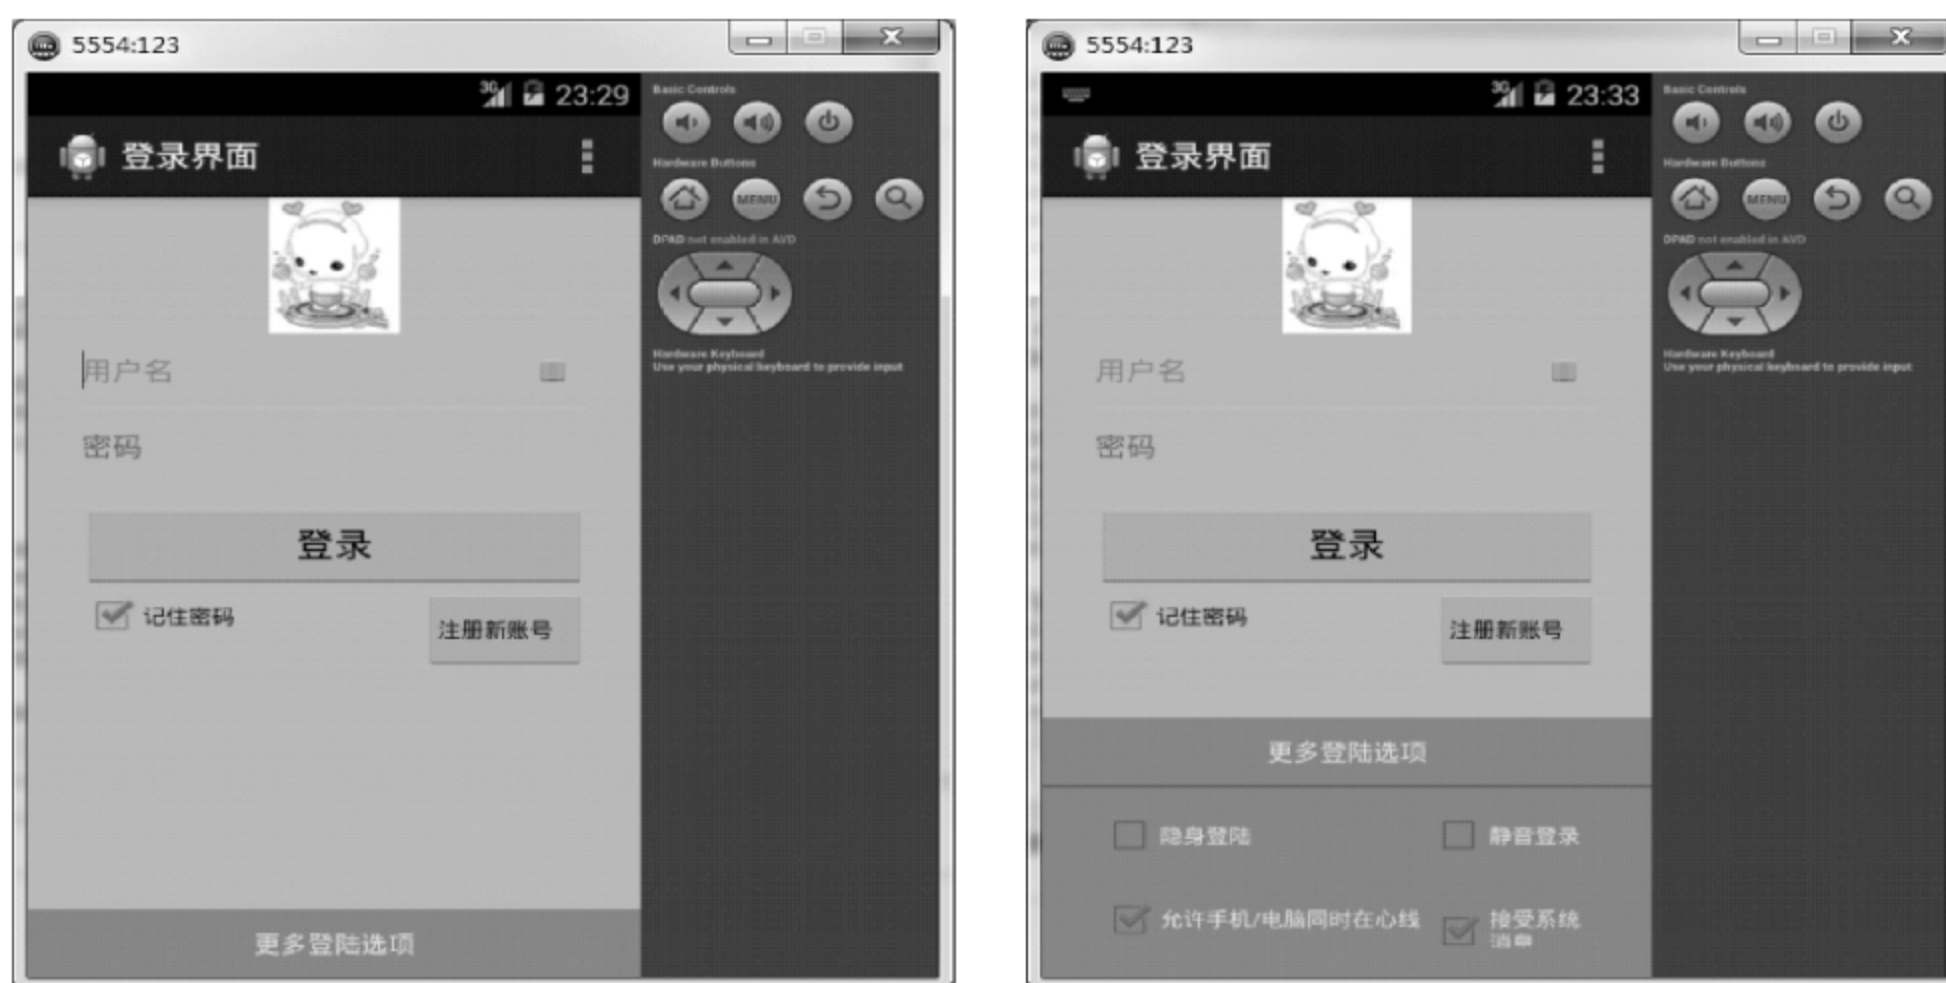 5554:123
3G 23:29
登录界面
用户名
密码
登录
记住密码
注册新账号
更多登陆选项
Basic Controls
Hardware Buttons
MENU
DPAD not enabled in AVD
Hardware Keyboard
Use your physical keyboard to provide input
5554:123
3G 23:33
登录界面
用户名
密码
登录
记住密码
注册新账号
更多登陆选项
隐身登陆
静音登录
允许手机/电脑同时在心线
接受系统
Basic Controls
Hardware Buttons
MENU
DPAD not enabled in AVD
Hardware Keyboard
Use your physical keyboard to provide input